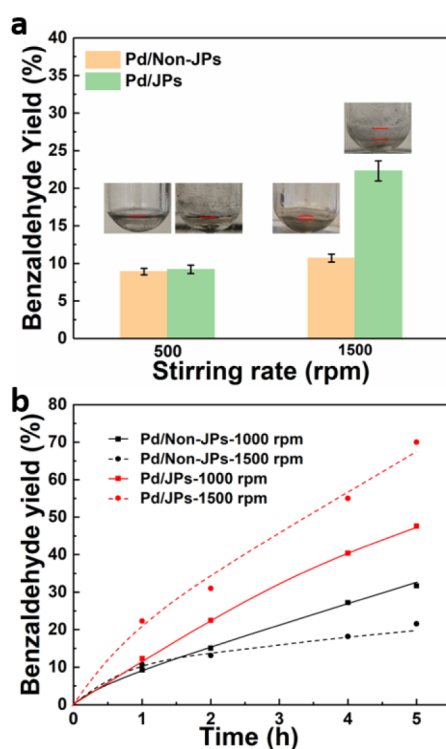 a
40
35
30
25
20
15
10
5
0
Benzaldehyde Yield (%)
Pd/Non-JPs
Pd/JPs
500
1500
Stirring rate (rpm)
b
80
70
60
50
40
30
20
10
0
Benzaldehyde yield (%)
Pd/Non-JPs-1000 rpm
Pd/Non-JPs-1500 rpm
Pd/JPs-1000 rpm
Pd/JPs-1500 rpm
0 1 2 3 4 5
Time (h)